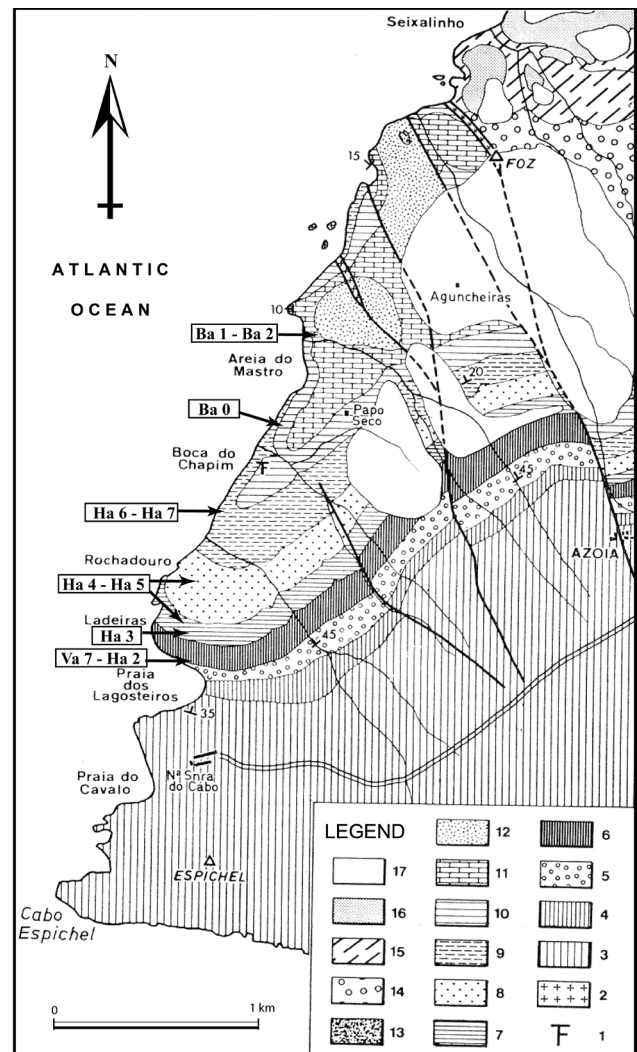 Seixalinho
N
15
FOZ
ATLANTIC
OCEAN
Aguncheiras
10
Ba 1 - Ba 2
Areia do
Mastro
20
Ba 0
Papo
Seco
Boca do
Chapim
45
Ha 6 - Ha 7
AZOIA
Rochadouro
Ha 4 - Ha 5
Ladeiras
Ha 3
45
Va 7 - Ha 2
Praia
dos
Lagosteiros
35
Praia do
Cavalo
Nª Snra
do Cabo
ESPICHEL
Cabo
Espichel
0 1 km
LEGEND
17
16
15
14
13
12
11
10
9
8
7
6
5
4
3
2
1